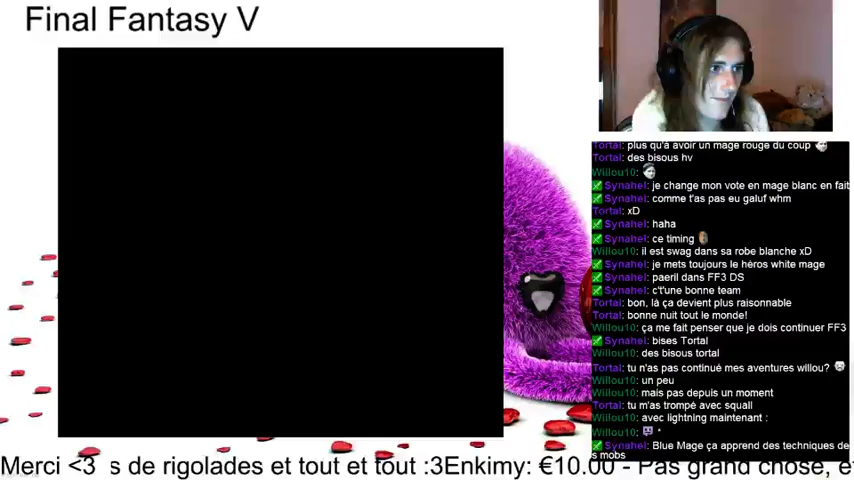 Final Fantasy V
Tortal: plus qu'à avoir un mage rouge du coup
Tortal: des bisous hv
Willou10:
Synahel: je change mon vote en mage blanc en fait
Synahel: comme t'as pas eu galuf whm
Tortal: xD
Synahel: haha
Synahel: ce timing
Willou10: il est swag dans sa robe blanche xD
Synahel: je mets toujours le héros white mage
Synahel: paeril dans FF3 DS
Synahel: c't'une bonne team
Tortal: bon, là ça devient plus raisonnable
Tortal: bonne nuit tout le monde!
Willou10: ça me fait penser que je dois continuer FF3
Synahel: bises Tortal
Willou10: des bisous tortal
Tortal: tu n'as pas continué mes aventures willou?
Willou10: un peu
Willou10: mais pas depuis un moment
Tortal: tu m'as trompé avec squall
Willou10: avec lightning maintenant :
Willou10: *
Synahel: Blue Mage ça apprend des techniques de
s mobs
Merci <3 s de rigolades et tout et tout :3Enkimy: €10.00 - Pas grand chose, e